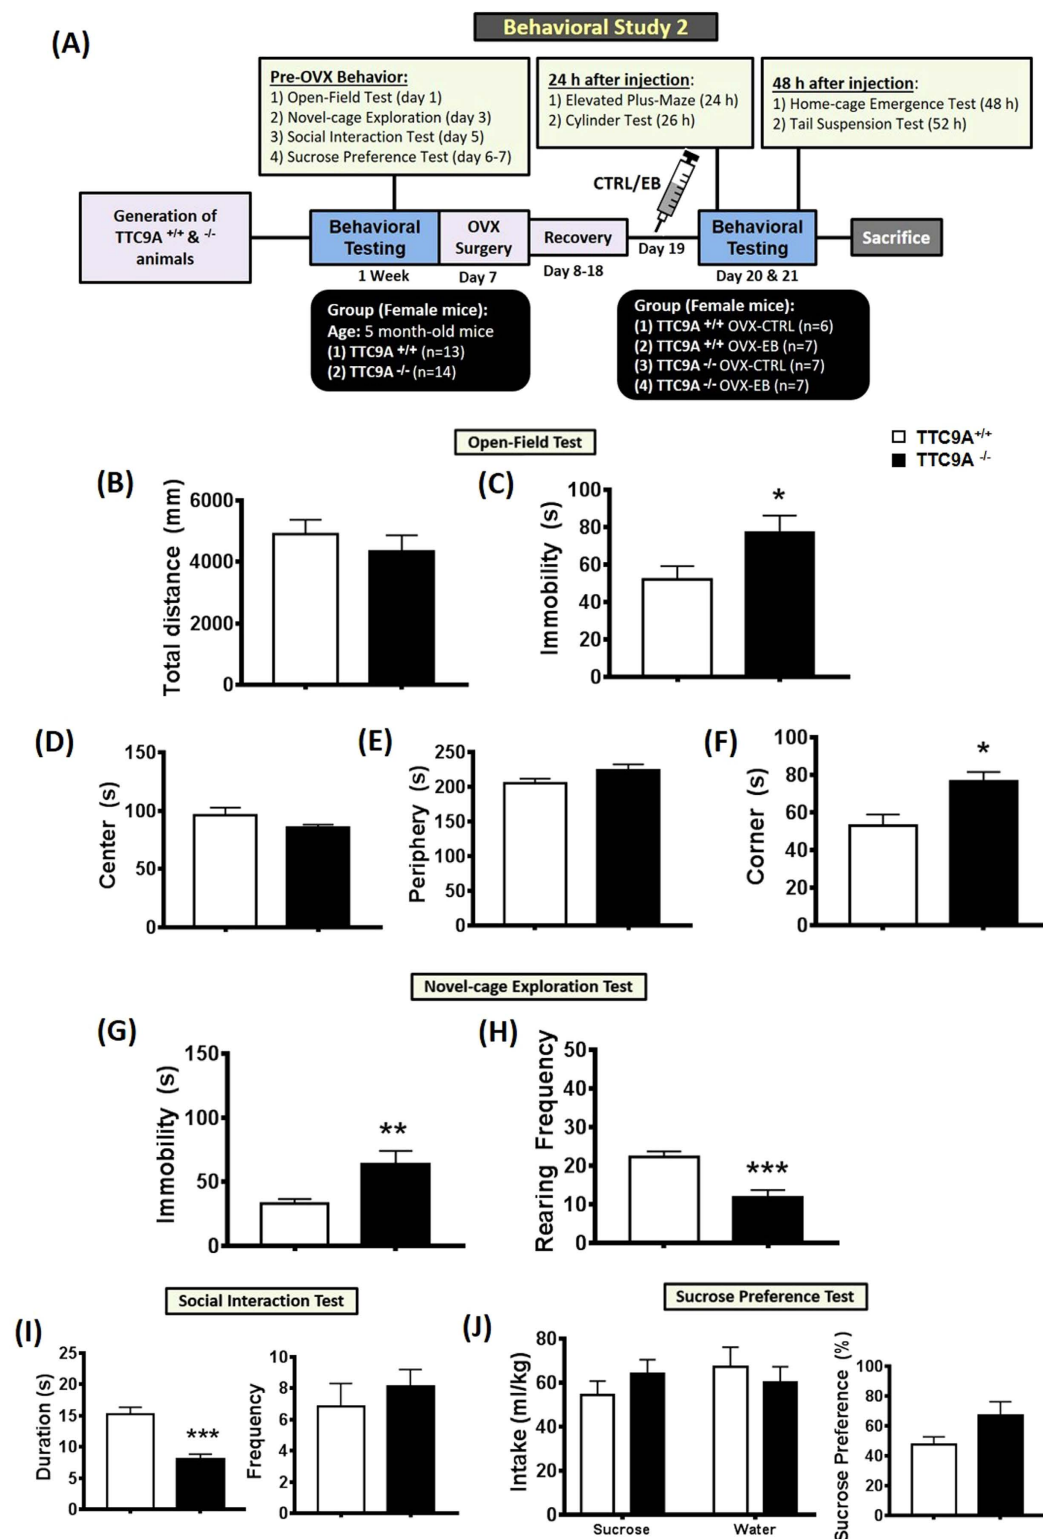 (A)
Behavioral Study 2
Pre-OVX Behavior:
1) Open-Field Test (day 1)
2) Novel-cage Exploration (day 3)
3) Social Interaction Test (day 5)
4) Sucrose Preference Test (day 6-7)
24 h after injection:
1) Elevated Plus-Maze (24 h)
2) Cylinder Test (26 h)
48 h after injection:
1) Home-cage Emergence Test (48 h)
2) Tail Suspension Test (52 h)
CTRL/EB
Generation of
TTC9A +/+ & -/-
animals
Behavioral
Testing
OVX
Surgery
Recovery
Behavioral
Testing
Sacrifice
1 Week
Day 7
Day 8-18
Day 19
Day 20 & 21
Group (Female mice):
Age: 5 month-old mice
(1) TTC9A +/+ (n=13)
(2) TTC9A -/- (n=14)
Group (Female mice):
(1) TTC9A +/+ OVX-CTRL (n=6)
(2) TTC9A +/+ OVX-EB (n=7)
(3) TTC9A -/- OVX-CTRL (n=7)
(4) TTC9A -/- OVX-EB (n=7)
Open-Field Test
TTC9A+/+
TTC9A -/-
(B)
Total distance (mm)
6000
4000
2000
0
(C)
Immobility (s)
100
80
60
40
20
0
*
(D)
Center (s)
150
100
50
0
(E)
Periphery (s)
250
200
150
100
50
0
(F)
Corner (s)
100
80
60
40
20
0
*
Novel-cage Exploration Test
(G)
Immobility (s)
150
100
50
0
**
(H)
Rearing Frequency
50
40
30
20
10
0
***
Social Interaction Test
(I)
Duration (s)
25
20
15
10
5
0
***
Frequency
10
8
6
4
2
0
Sucrose Preference Test
(J)
Intake (ml/kg)
80
60
40
20
0
Sucrose
Water
Sucrose Preference (%)
100
80
60
40
20
0